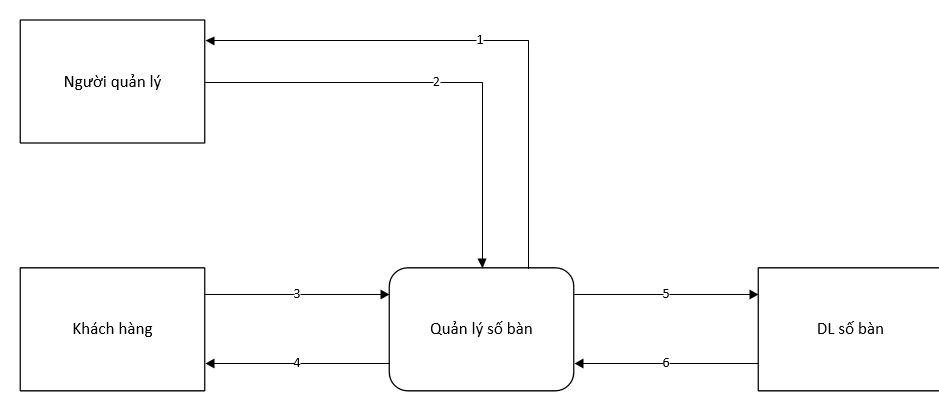 1
Người quản lý
2
3
5
Khách hàng
Quản lý số bàn
DL số bàn
4
6